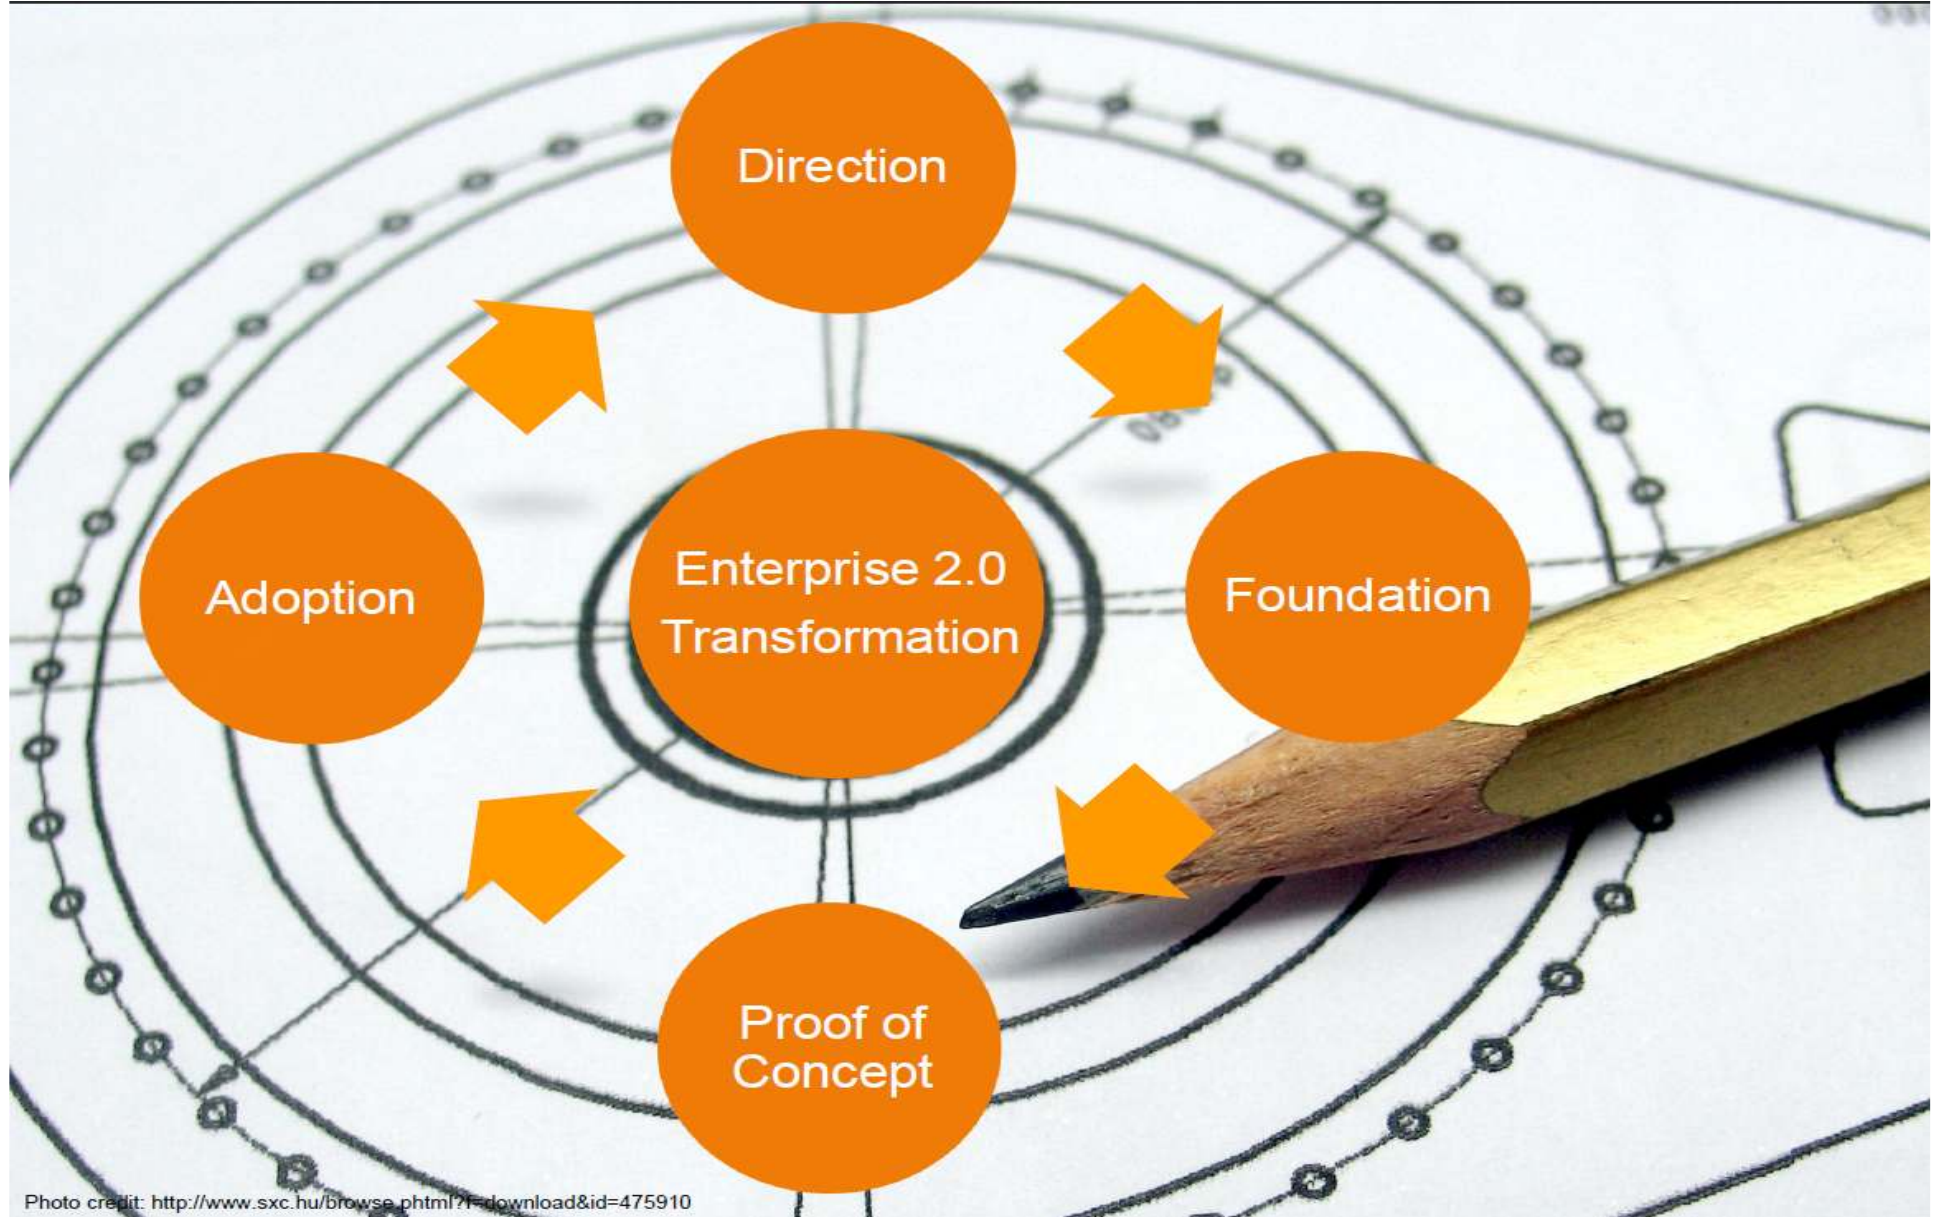 Direction
Adoption
Enterprise 2.0
Transformation
Foundation
Proof of
Concept
Photo credit: http://www.sxc.hu/browse.phtml?f=download&id=475910